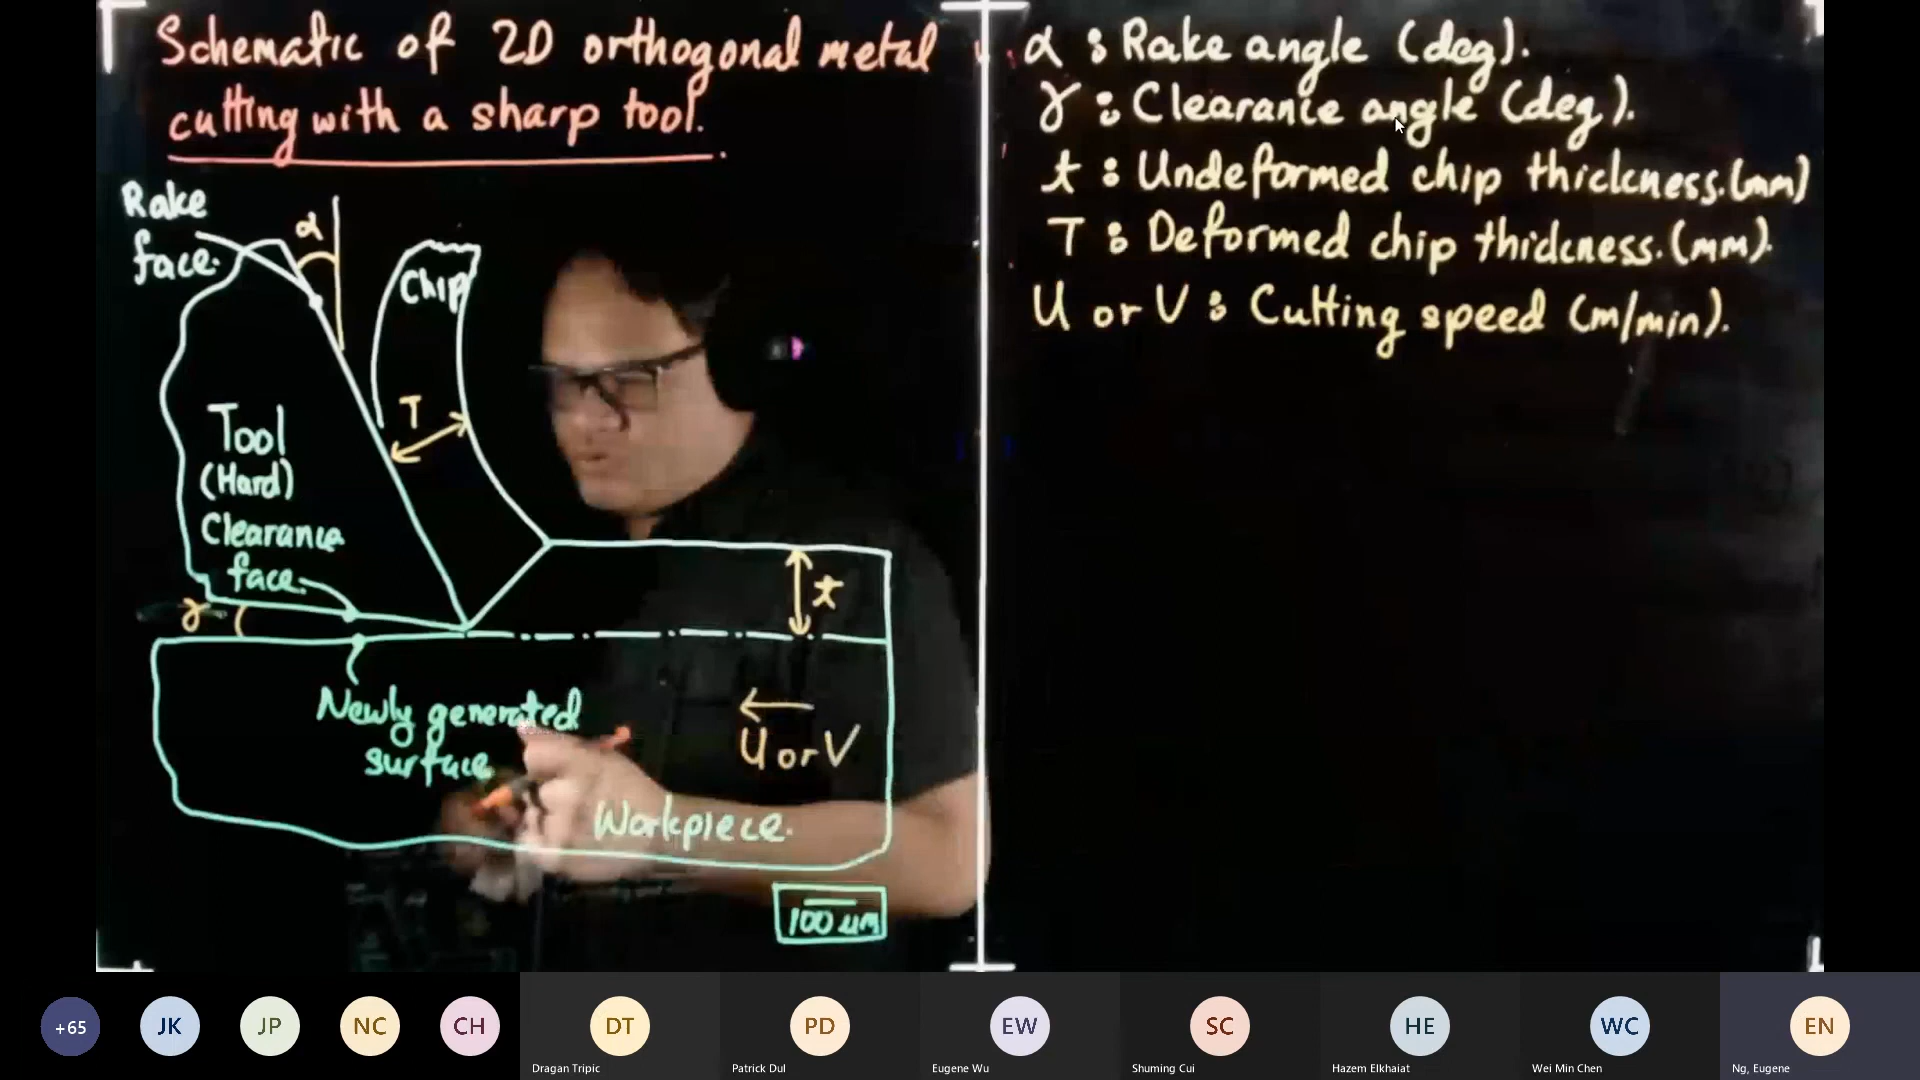 Schematic of 2D orthogonal metal
cutting with a sharp tool.
Rake
face.
α
Chip
T
Tool
(Hard)
Clearance
face.
γ
t
Newly generated
surface
U or V
Workpiece.
100 um
α : Rake angle (deg).
γ : Clearance angle (deg).
t : Undeformed chip thickness. (mm)
T : Deformed chip thickness. (mm).
U or V : Cutting speed (m/min).
+65
JK
JP
NC
CH
DT
Dragan Tripic
PD
Patrick Dul
EW
Eugene Wu
SC
Shuming Cui
HE
Hazem Elkhaiat
WC
Wei Min Chen
EN
Ng, Eugene